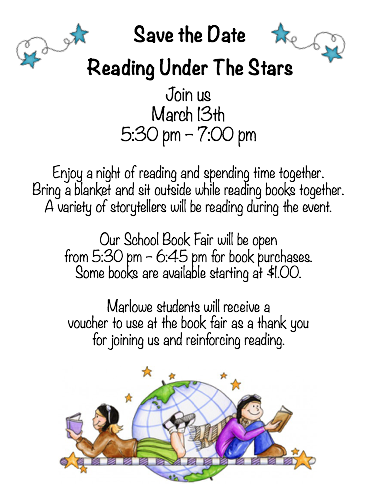 Save the Date
Reading Under The Stars
Join us
March 13th
5:30 pm – 7:00 pm
Enjoy a night of reading and spending time together.
Bring a blanket and sit outside while reading books together.
A variety of storytellers will be reading during the event.
Our School Book Fair will be open
from 5:30 pm – 6:45 pm for book purchases.
Some books are available starting at $1.00.
Marlowe students will receive a
voucher to use at the book fair as a thank you
for joining us and reinforcing reading.